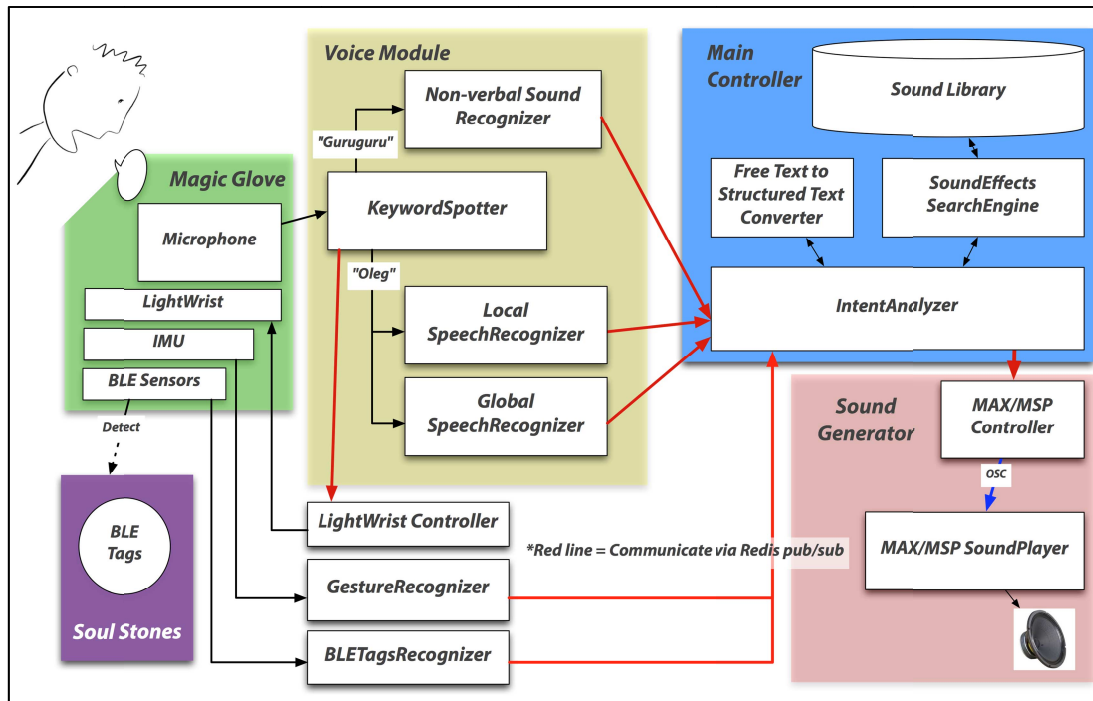 Voice Module
Main
Controller
Sound Library
Non-verbal Sound
Recognizer
"Guruguru"
Magic Glove
Microphone
KeywordSpotter
Free Text to
Structured Text
Converter
SoundEffects
SearchEngine
"Oleg"
LightWrist
IMU
BLE Sensors
Local
SpeechRecognizer
IntentAnalyzer
Global
SpeechRecognizer
Detect
Sound
Generator
MAX/MSP
Controller
OSC
BLE
Tags
Soul Stones
LightWrist Controller
*Red line = Communicate via Redis pub/sub
MAX/MSP SoundPlayer
GestureRecognizer
BLETagsRecognizer